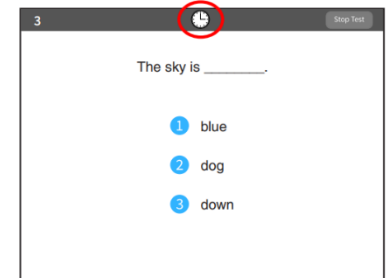 3 Stop Test
The sky is ________.
1 blue
2 dog
3 down